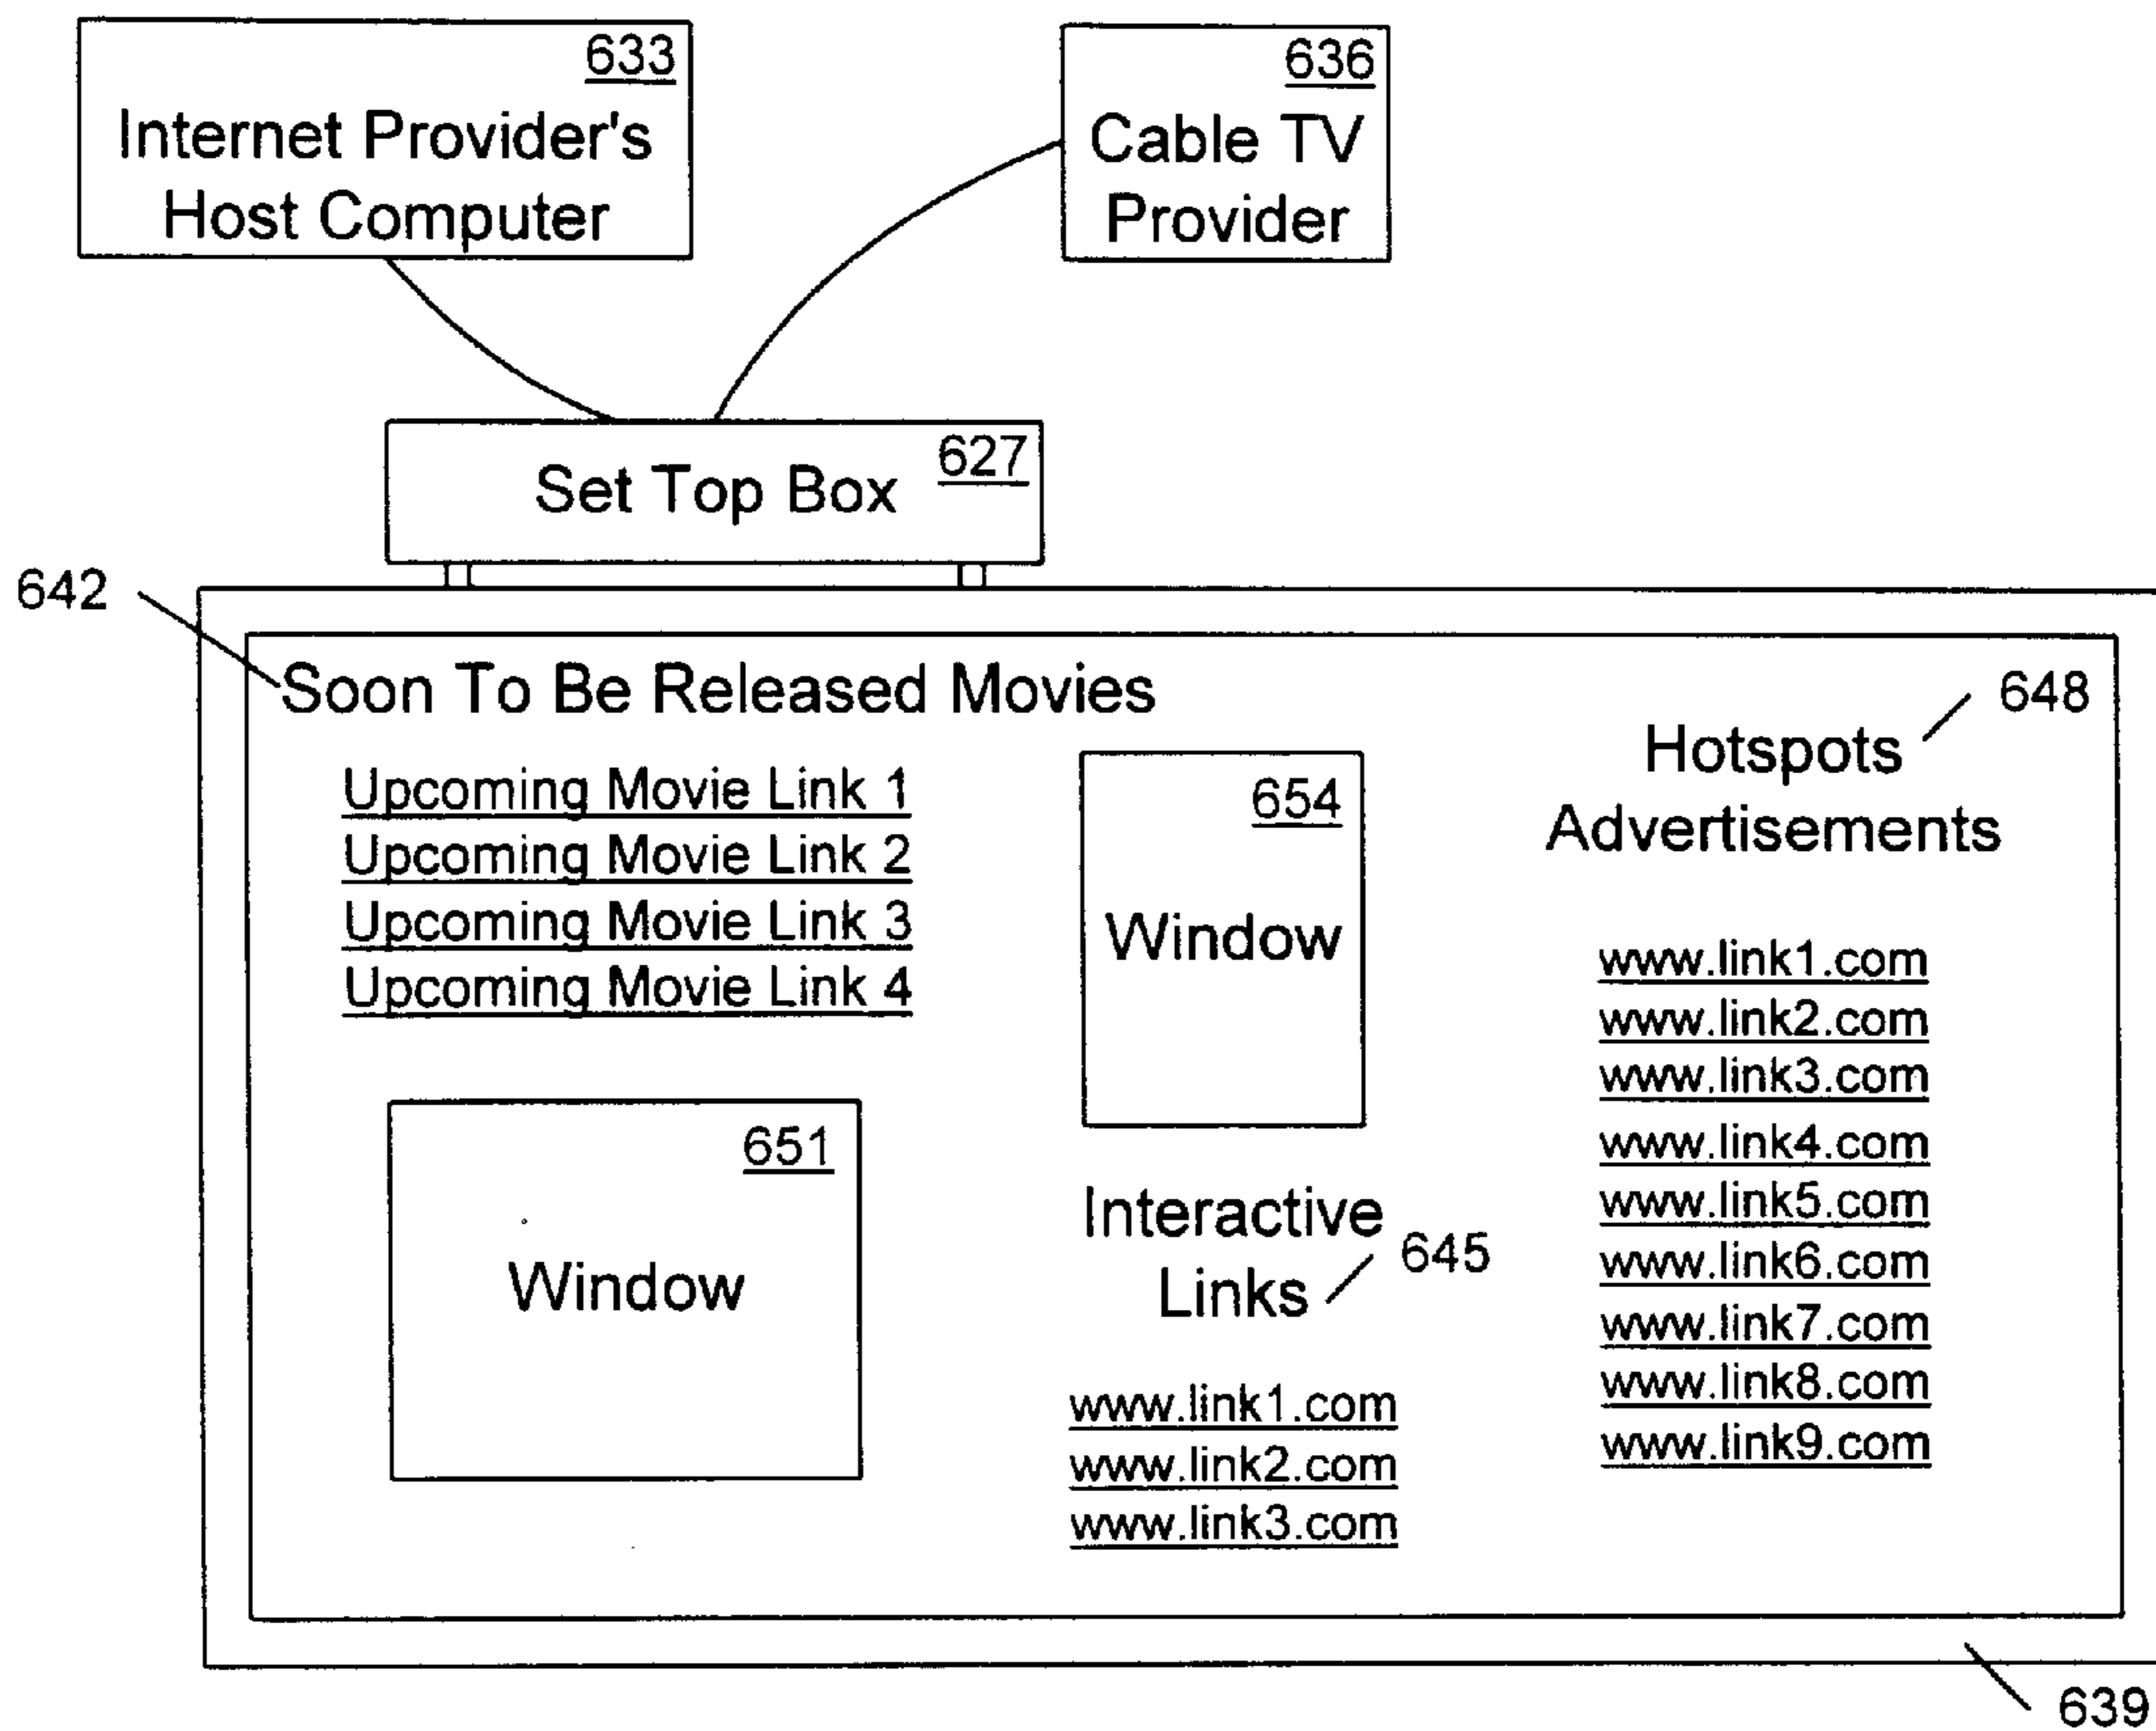 633
Internet Provider's
Host Computer
636
Cable TV
Provider
627
Set Top Box
642
Soon To Be Released Movies
Upcoming Movie Link 1
Upcoming Movie Link 2
Upcoming Movie Link 3
Upcoming Movie Link 4
651
Window
654
Window
Interactive
Links
645
www.link1.com
www.link2.com
www.link3.com
648
Hotspots
Advertisements
www.link1.com
www.link2.com
www.link3.com
www.link4.com
www.link5.com
www.link6.com
www.link7.com
www.link8.com
www.link9.com
639